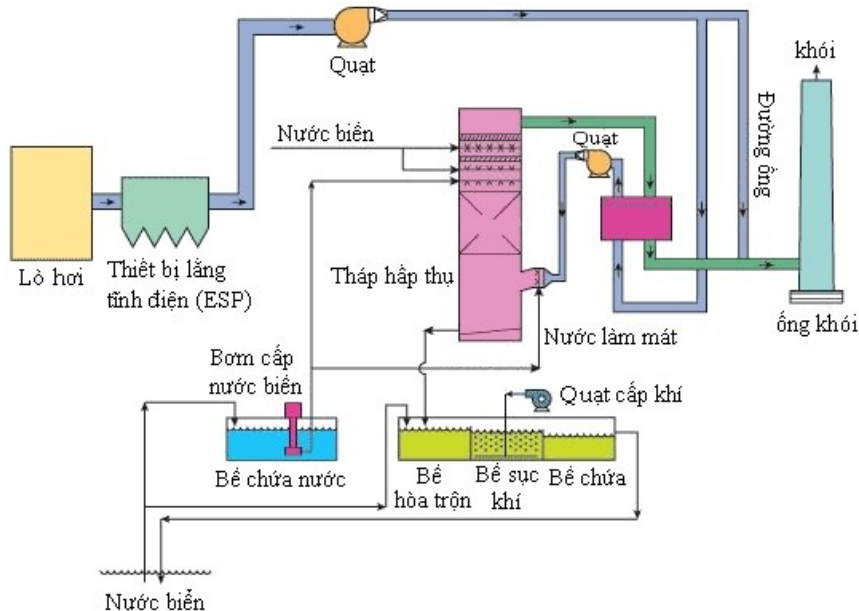 Quạt
khói
Đường ống
Nước biển
Quạt
Lò hơi
Thiết bị lắng
tĩnh điện (ESP)
Tháp hấp thụ
Nước làm mát
ống khói
Bơm cấp
nước biển
Quạt cấp khí
Bể chứa nước
Bể
hòa trộn
Bể sục
khí
Bể chứa
Nước biển